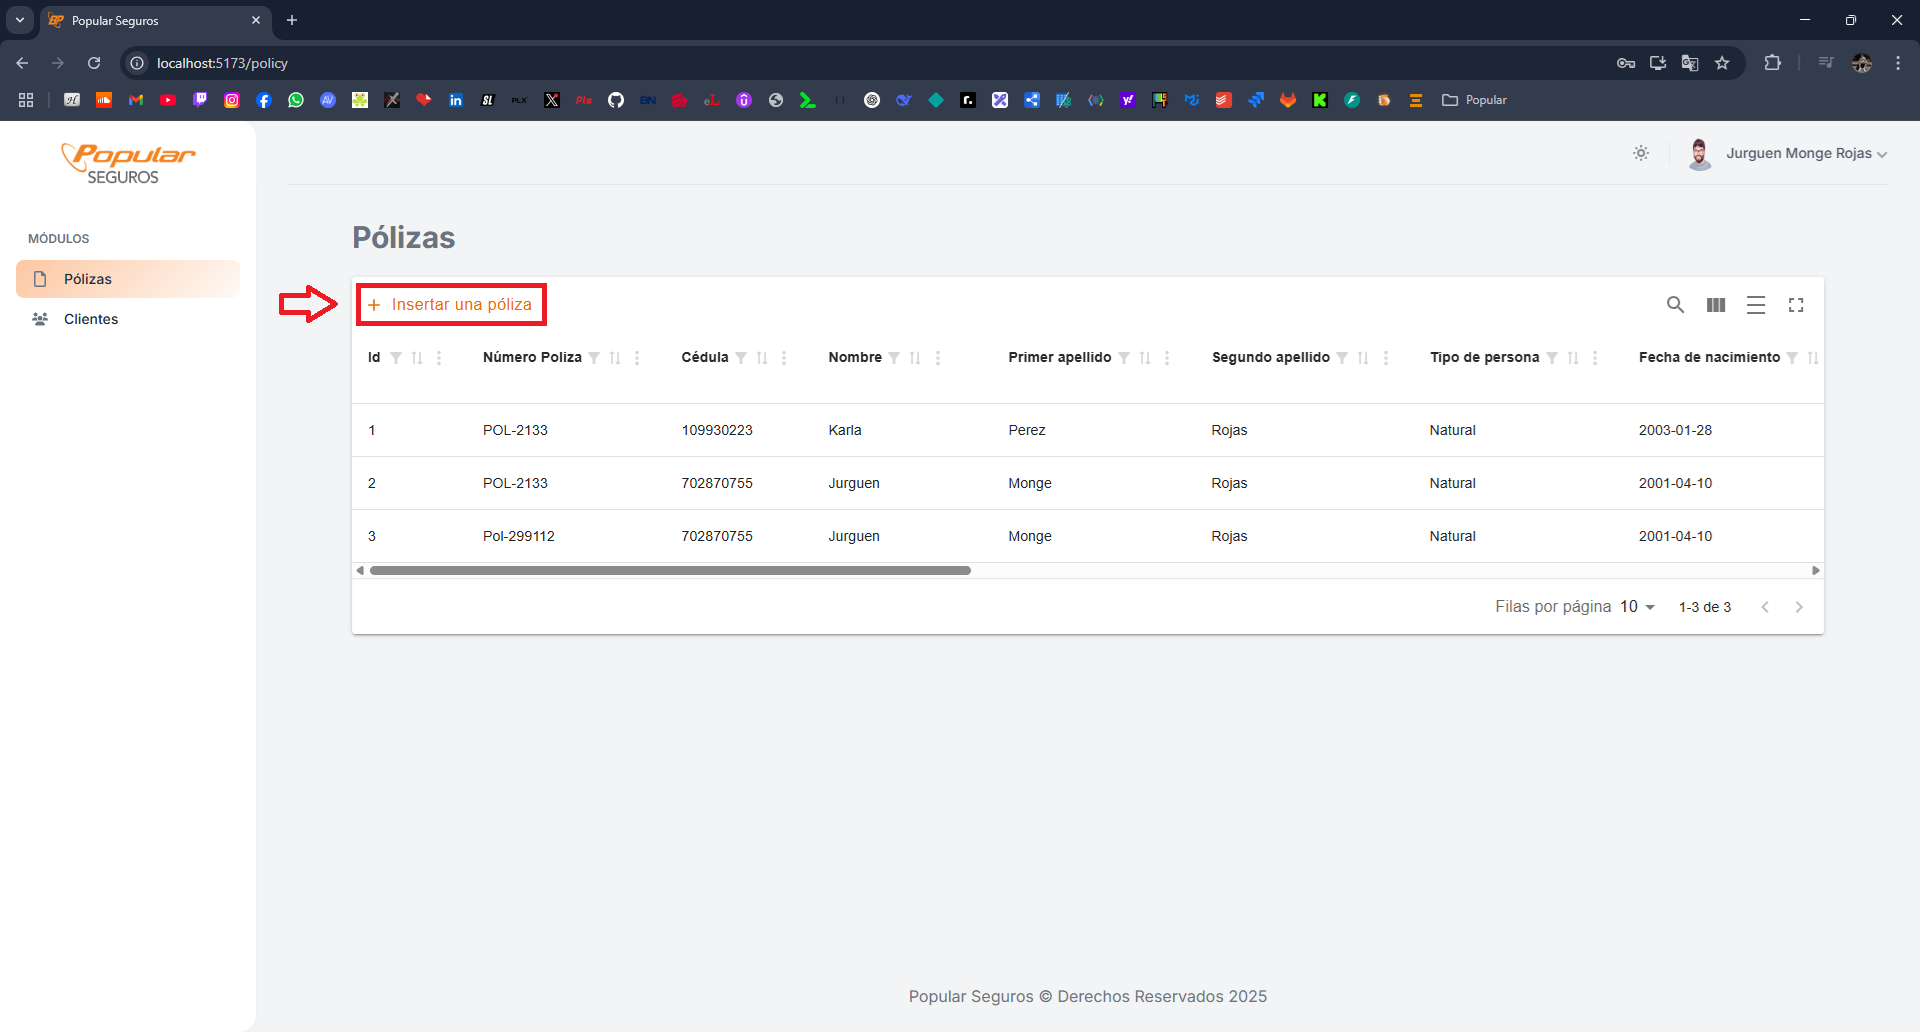 Popular Seguros
localhost:5173/policy
Popular
Popular
SEGUROS
Jurguen Monge Rojas
MÓDULOS
Pólizas
Clientes
Pólizas
+ Insertar una póliza
Id Número Poliza Cédula Nombre Primer apellido Segundo apellido Tipo de persona Fecha de nacimiento
1 POL-2133 109930223 Karla Perez Rojas Natural 2003-01-28
2 POL-2133 702870755 Jurguen Monge Rojas Natural 2001-04-10
3 Pol-299112 702870755 Jurguen Monge Rojas Natural 2001-04-10
Filas por página 10 1-3 de 3
Popular Seguros © Derechos Reservados 2025